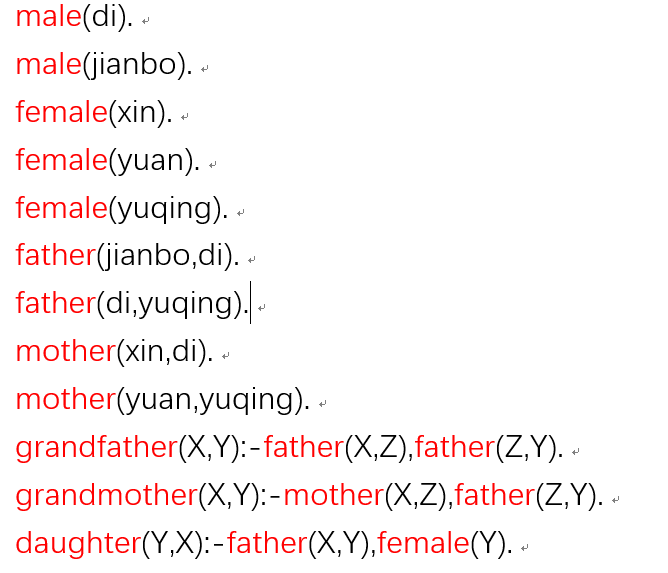 male(di).
male(jianbo).
female(xin).
female(yuan).
female(yuqing).
father(jianbo,di).
father(di,yuqing).
mother(xin,di).
mother(yuan,yuqing).
grandfather(X,Y):-father(X,Z),father(Z,Y).
grandmother(X,Y):-mother(X,Z),father(Z,Y).
daughter(Y,X):-father(X,Y),female(Y).